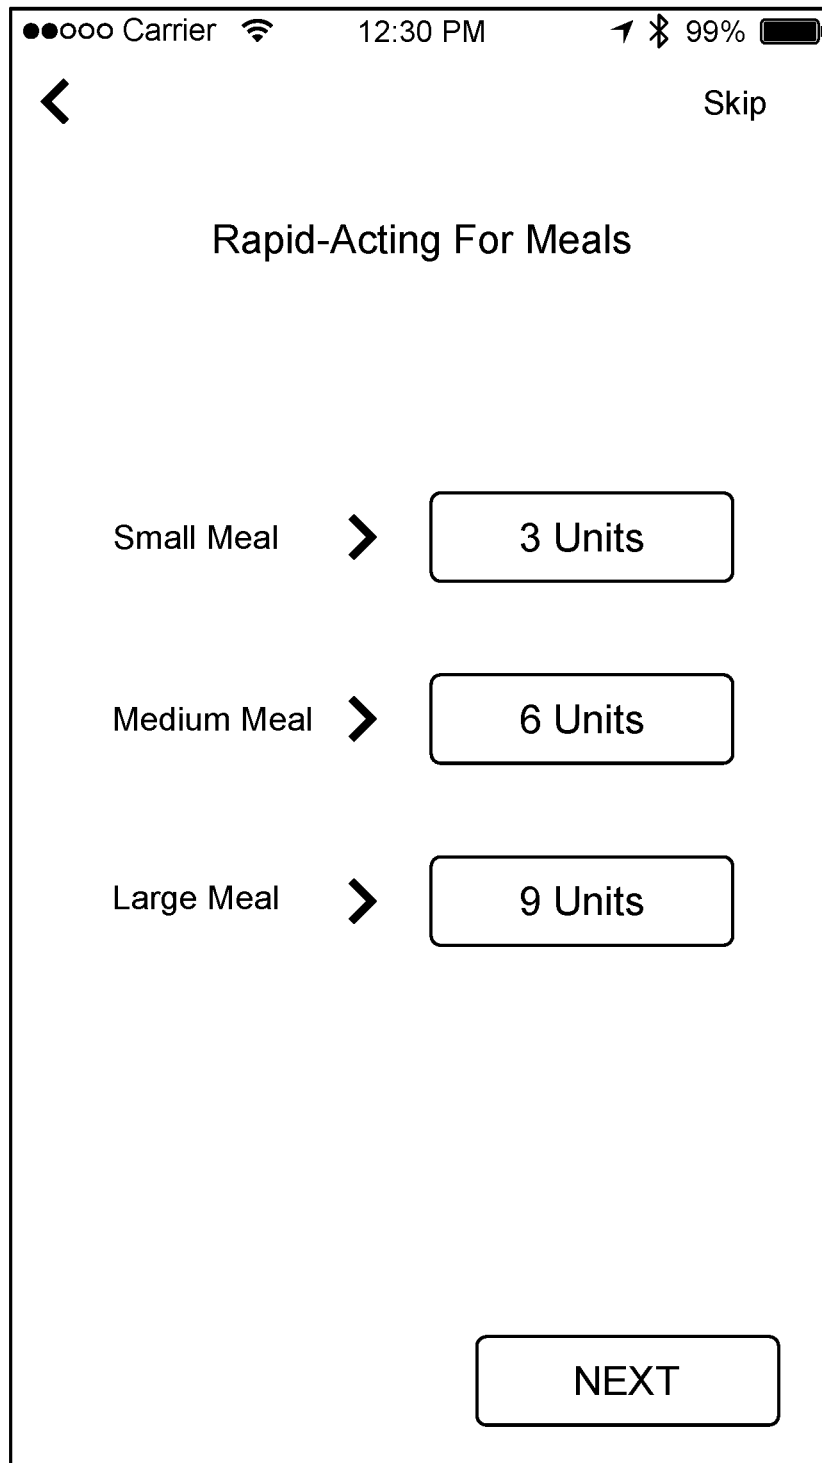 Carrier 12:30 PM 99%
Skip
Rapid-Acting For Meals
Small Meal 3 Units
Medium Meal 6 Units
Large Meal 9 Units
NEXT